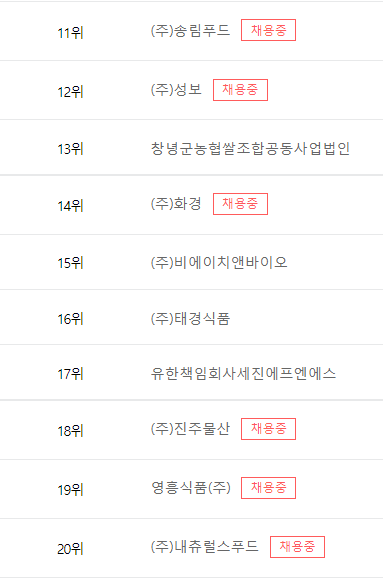 11위 (주)송림푸드 채용중
12위 (주)성보 채용중
13위 창녕군농협쌀조합공동사업법인
14위 (주)화경 채용중
15위 (주)비에이치앤바이오
16위 (주)태경식품
17위 유한책임회사세진에프엔에스
18위 (주)진주물산 채용중
19위 영흥식품(주) 채용중
20위 (주)내츄럴스푸드 채용중